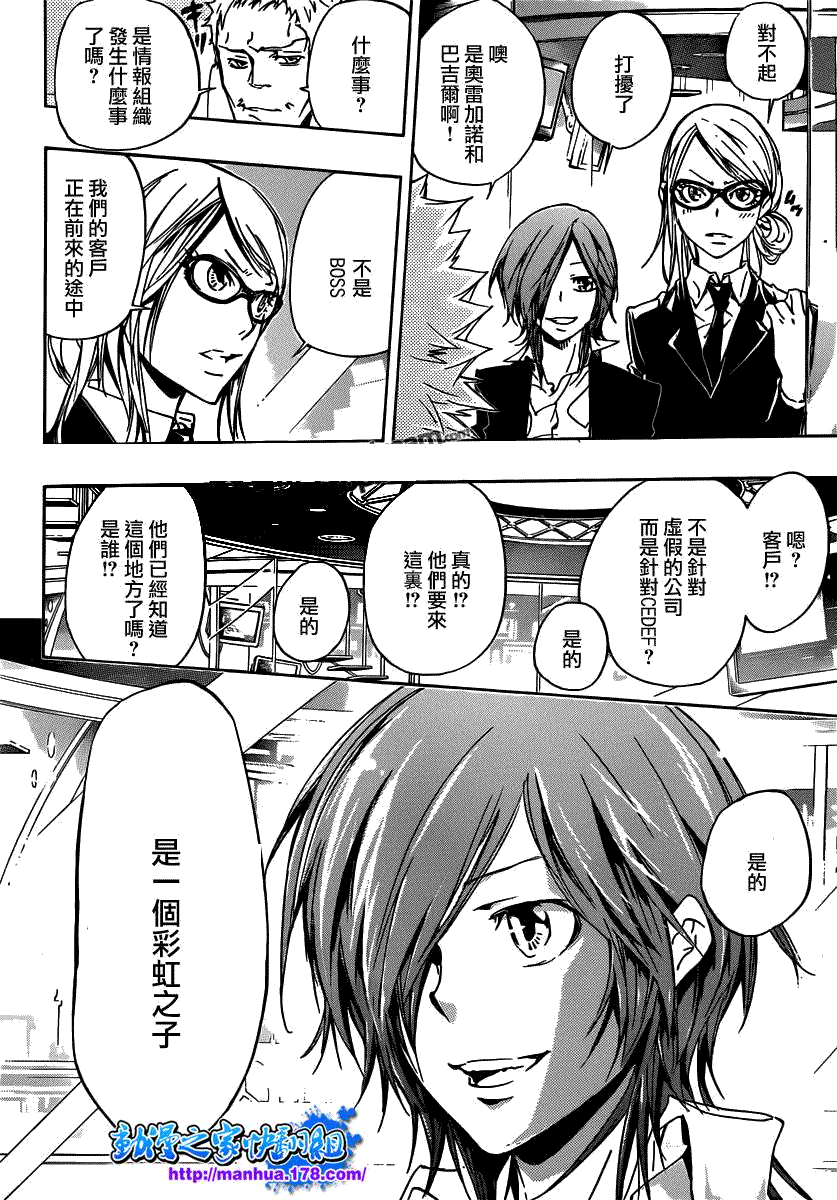 對不起
打擾了
噢
是奧雷加諾和
巴吉爾啊!
什麼事?
是情報組織
發生什麼事
了嗎?
不是
BOSS
我們的客戶
正在前來的途中
嗯?
客戶!?
不是針對
虛假的公司
而是針對CEDEF?
是的
真的!?
他們要來
這裏!?
是的
他們已經知道
這個地方了嗎?
是誰!?
是的
是一個彩虹之子
動漫之家快翻組
http://manhua.178.com/